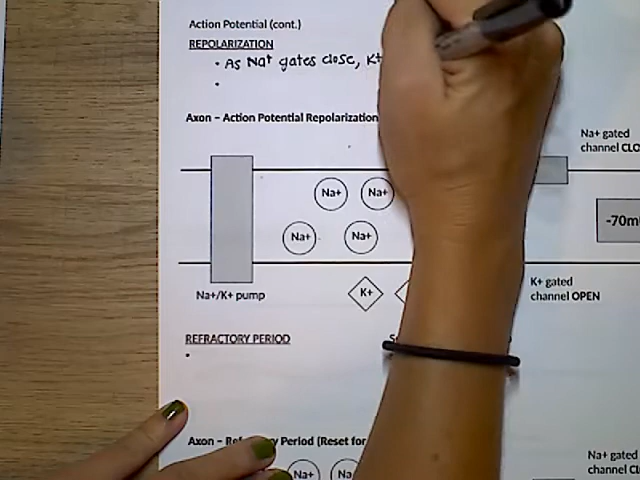 Action Potential (cont.)
REPOLARIZATION
• As Na+ gates close, K+
•
Axon – Action Potential Repolarization
Na+ gated
channel CLO
Na+ Na+
-70m
Na+ Na+
K+ gated
channel OPEN
Na+/K+ pump
K+
REFRACTORY PERIOD
•
Axon – Period (Reset for
Na+ gated
channel CL
Na+ Na